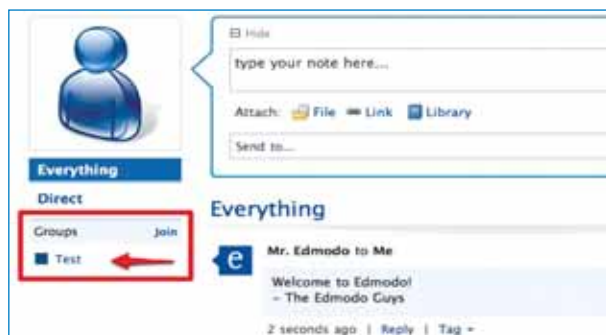 Hide
type your note here...
Attach: File Link Library
Send to...
Everything
Direct
Groups Join
Test
Everything
e
Mr. Edmodo to Me
Welcome to Edmodo!
– The Edmodo Guys
2 seconds ago | Reply | Tag